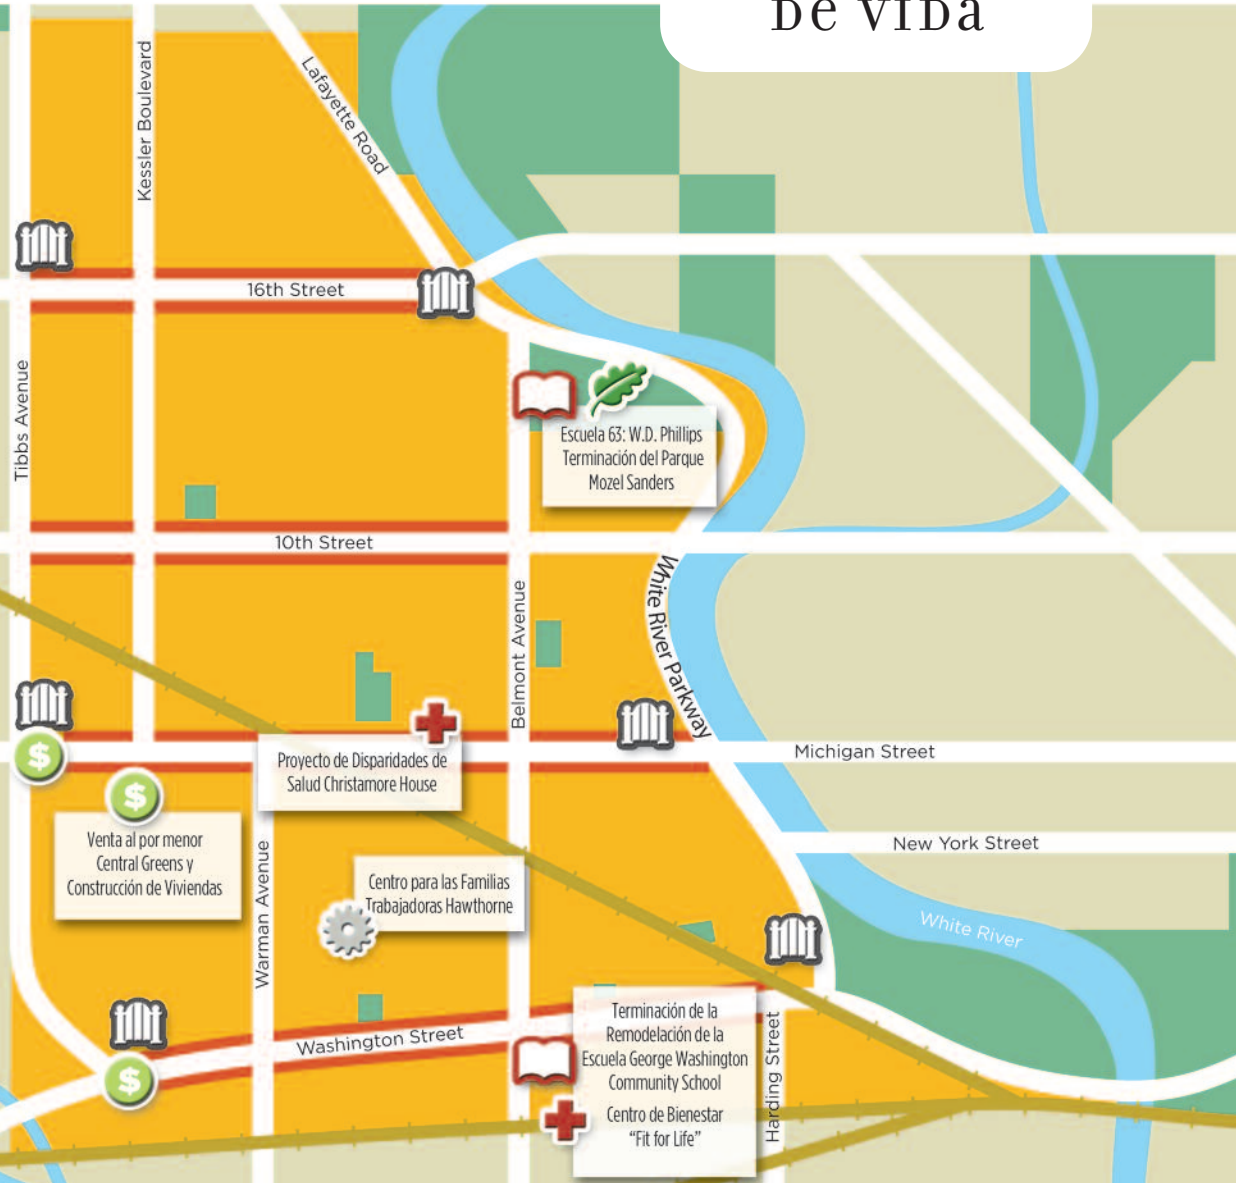 DE VIDA
Kessler Boulevard
Lafayette Road
16th Street
Tibbs Avenue
Escuela 63: W.D. Phillips
Terminación del Parque
Mozel Sanders
10th Street
Belmont Avenue
White River Parkway
Michigan Street
Proyecto de Disparidades de
Salud Christamore House
$
$
Venta al por menor
Central Greens y
Construcción de Viviendas
New York Street
Warman Avenue
Centro para las Familias
Trabajadoras Hawthorne
White River
Washington Street
$
Terminación de la
Remodelación de la
Escuela George Washington
Community School
Centro de Bienestar
“Fit for Life”
Harding Street